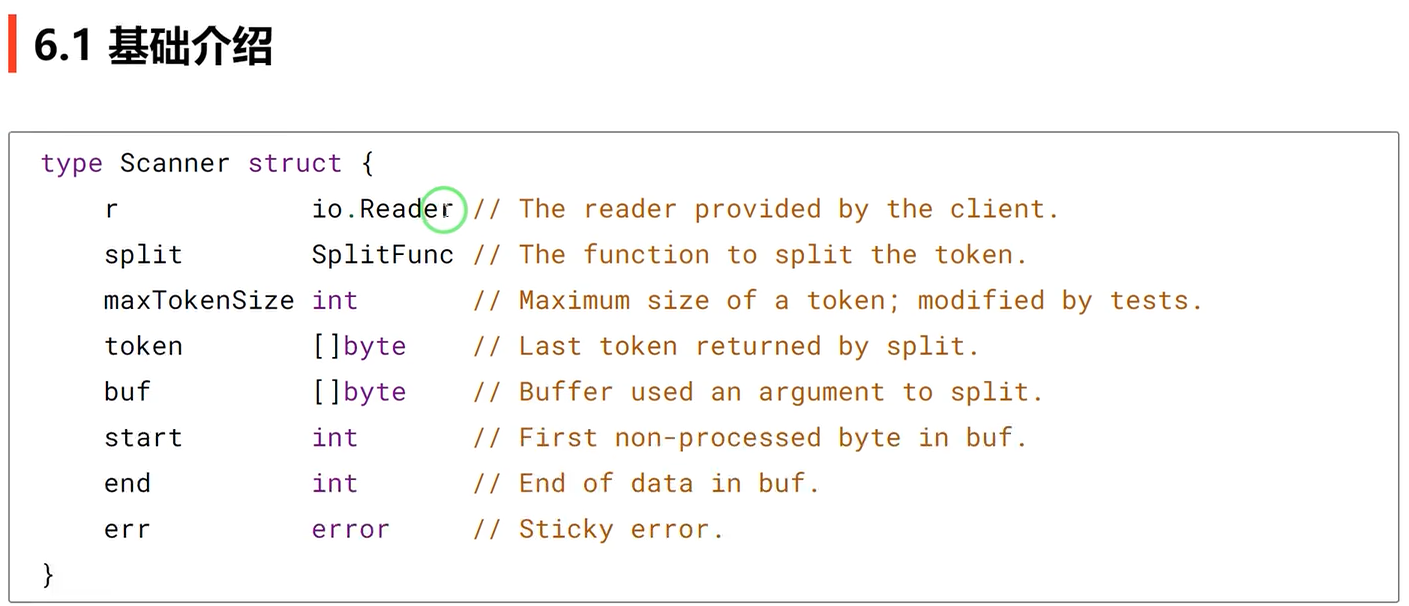 6.1 基础介绍
type Scanner struct {
    r            io.Reader // The reader provided by the client.
    split        SplitFunc // The function to split the token.
    maxTokenSize int       // Maximum size of a token; modified by tests.
    token        []byte    // Last token returned by split.
    buf          []byte    // Buffer used an argument to split.
    start        int       // First non-processed byte in buf.
    end          int       // End of data in buf.
    err          error     // Sticky error.
}